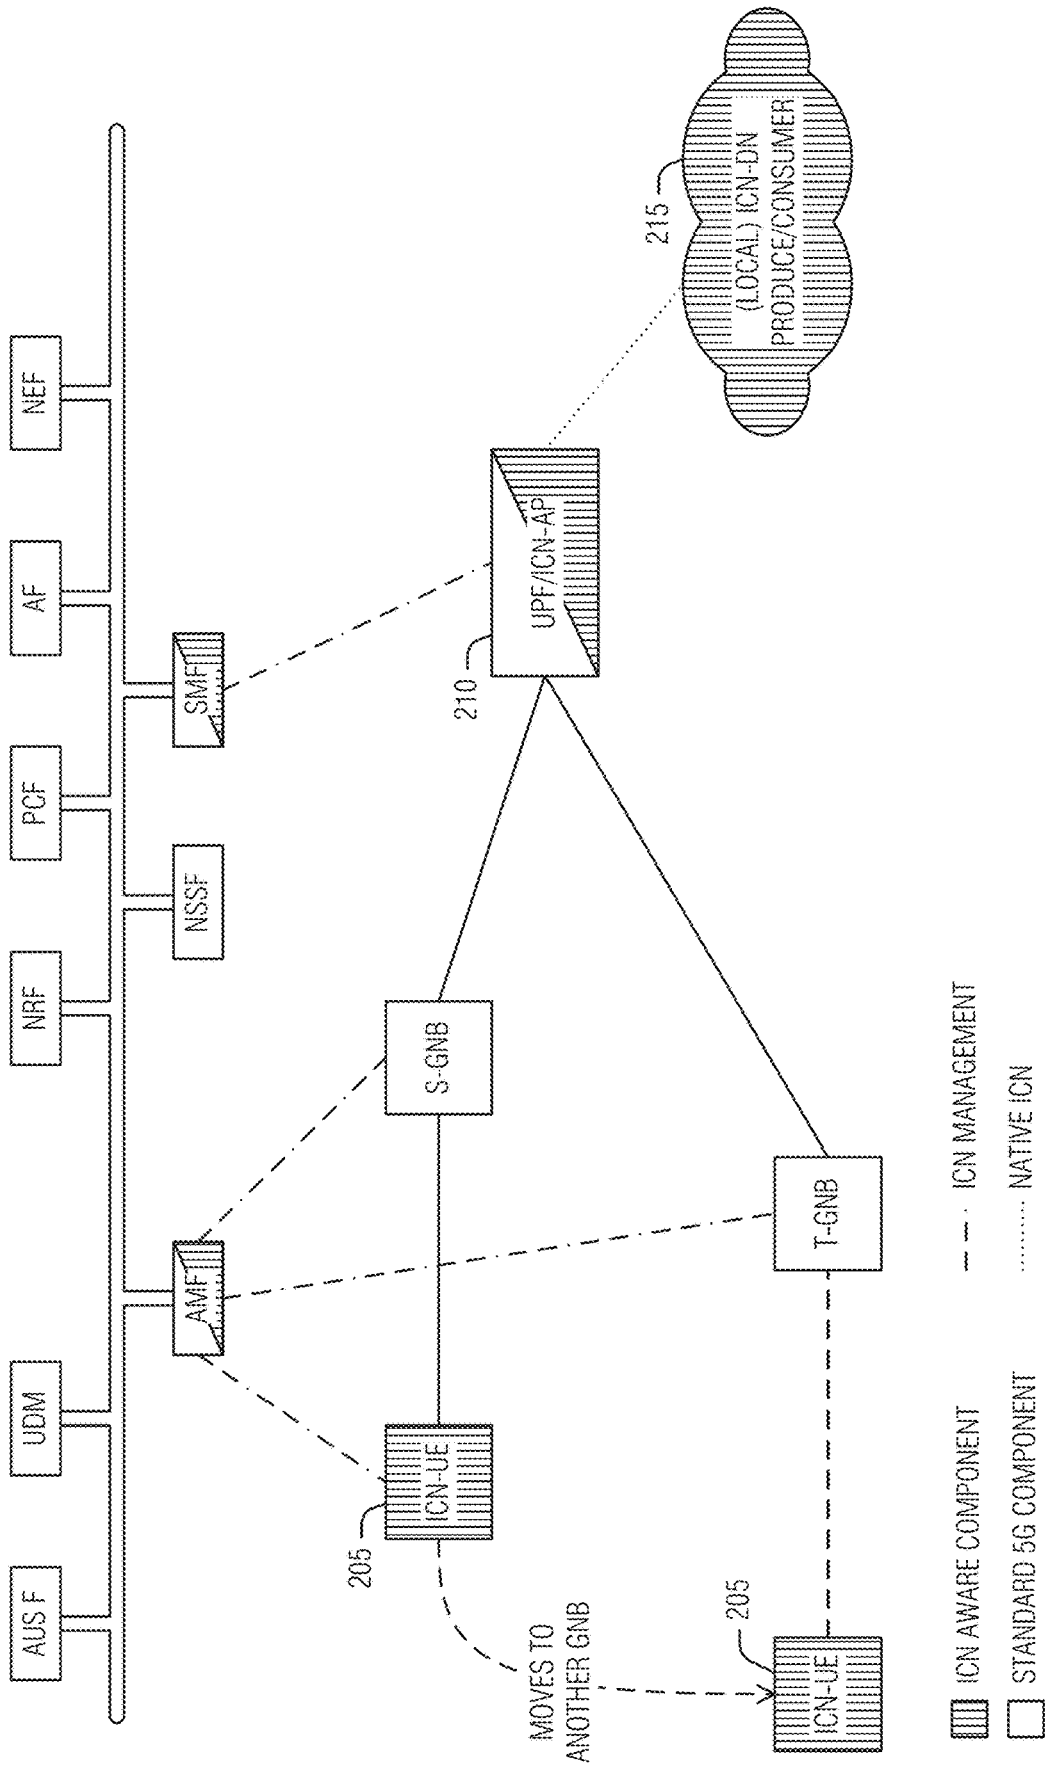 AUS F
UDM
NRF
PCF
AF
NEF
AMF
NSSF
SMF
205
ICN-UE
S-GNB
210
UPF/ICN-AP
215
(LOCAL) ICN-DN
PRODUCE/CONSUMER
MOVES TO
ANOTHER GNB
205
ICN-UE
T-GNB
ICN AWARE COMPONENT
ICN MANAGEMENT
STANDARD 5G COMPONENT
NATIVE ICN